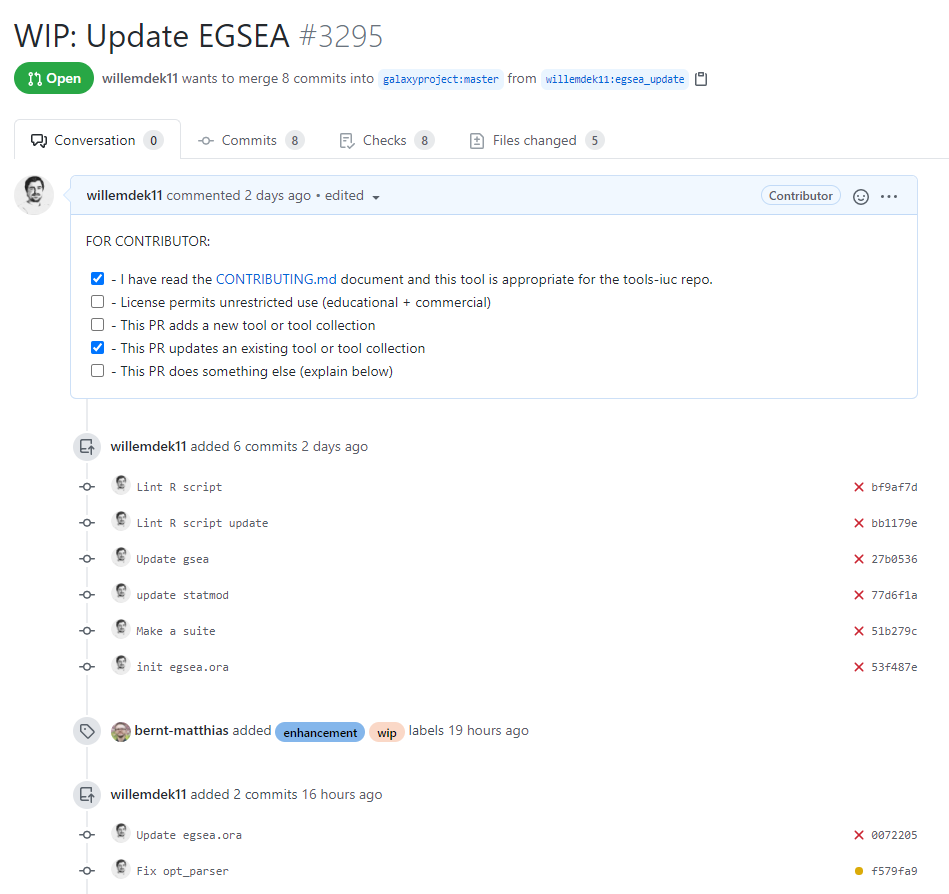 WIP: Update EGSEA #3295
Open willemdek11 wants to merge 8 commits into galaxyproject:master from willemdek11:egsea_update
Conversation 0 Commits 8 Checks 8 Files changed 5
willemdek11 commented 2 days ago • edited Contributor
FOR CONTRIBUTOR:
- I have read the CONTRIBUTING.md document and this tool is appropriate for the tools-iuc repo.
- License permits unrestricted use (educational + commercial)
- This PR adds a new tool or tool collection
- This PR updates an existing tool or tool collection
- This PR does something else (explain below)
willemdek11 added 6 commits 2 days ago
Lint R script bf9af7d
Lint R script update bb1179e
Update gsea 27b0536
update statmod 77d6f1a
Make a suite 51b279c
init egsea.ora 53f487e
bernt-matthias added enhancement wip labels 19 hours ago
willemdek11 added 2 commits 16 hours ago
Update egsea.ora 0072205
Fix opt_parser f579fa9